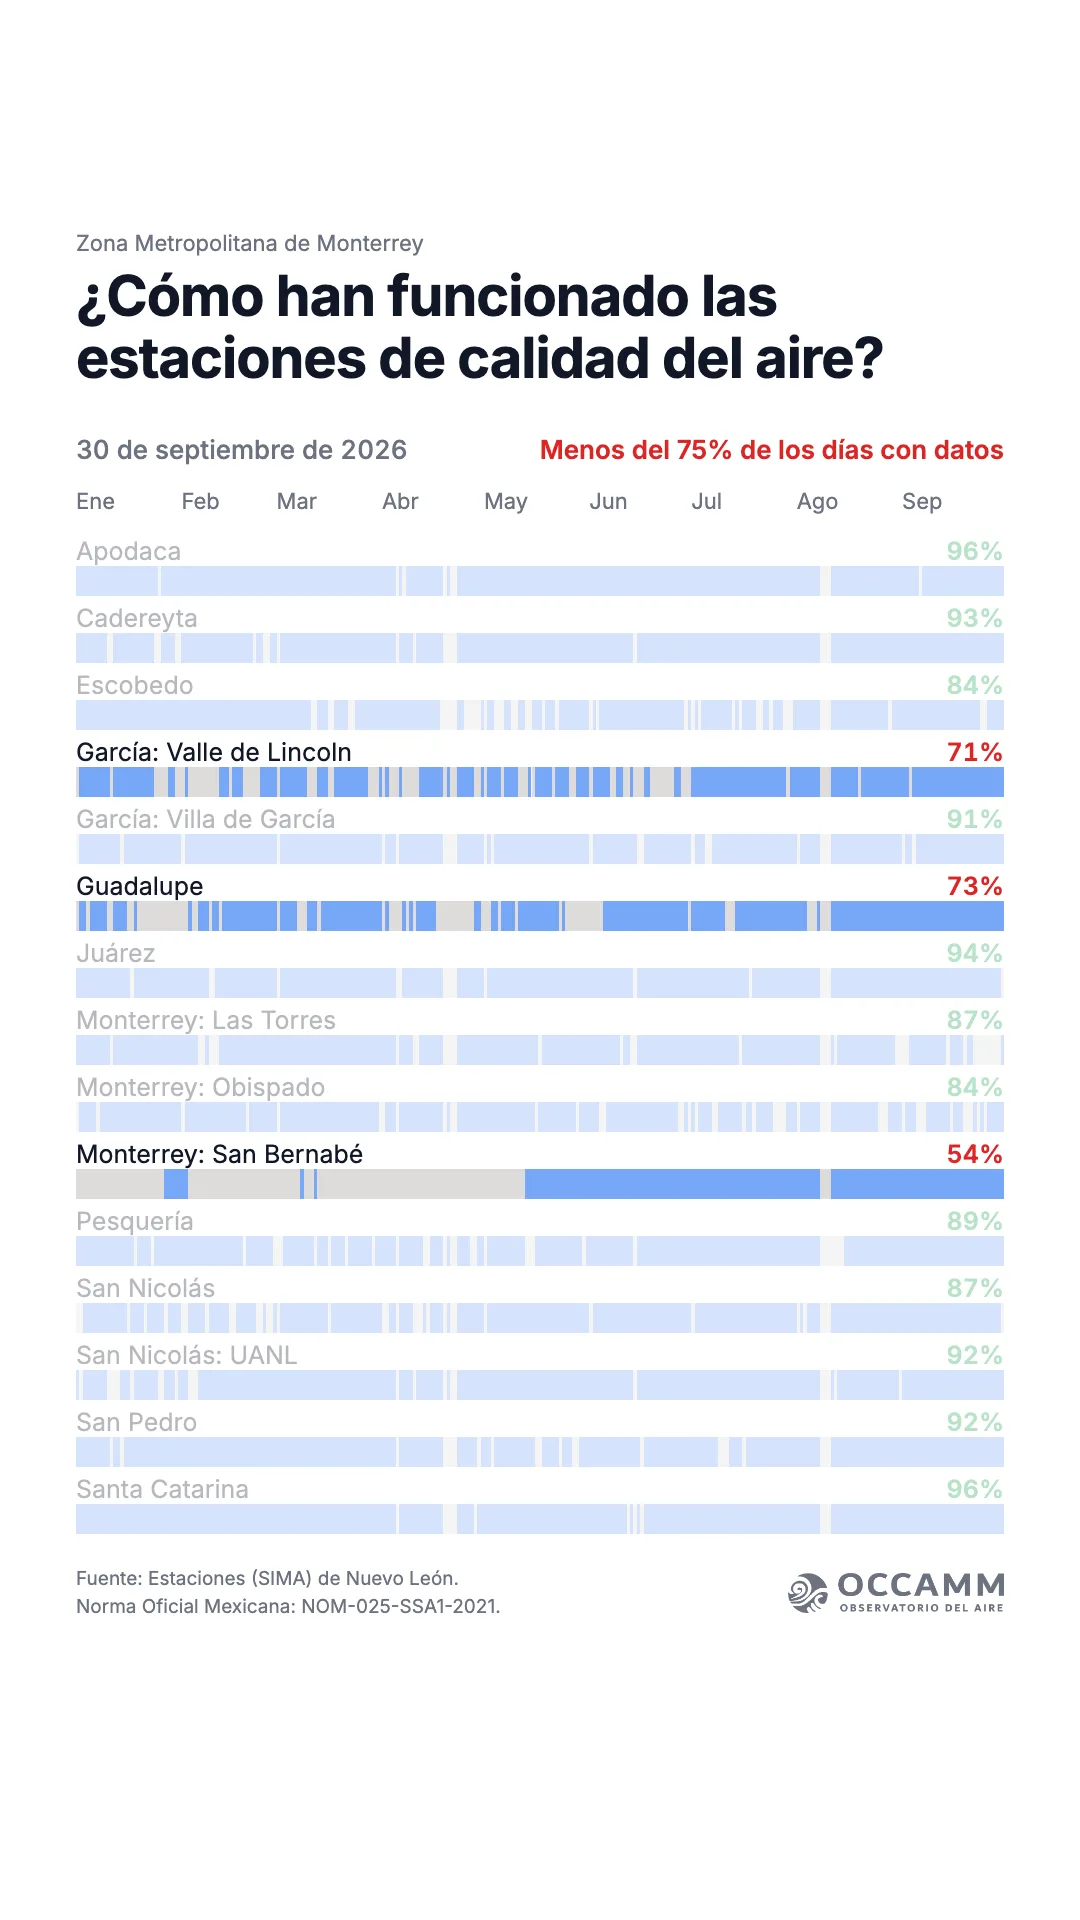 Zona Metropolitana de Monterrey
¿Cómo han funcionado las
estaciones de calidad del aire?
30 de septiembre de 2026
Menos del 75% de los días con datos
Ene Feb Mar Abr May Jun Jul Ago Sep
Apodaca 96%
Cadereyta 93%
Escobedo 84%
García: Valle de Lincoln 71%
García: Villa de García 91%
Guadalupe 73%
Juárez 94%
Monterrey: Las Torres 87%
Monterrey: Obispado 84%
Monterrey: San Bernabé 54%
Pesquería 89%
San Nicolás 87%
San Nicolás: UANL 92%
San Pedro 92%
Santa Catarina 96%
Fuente: Estaciones (SIMA) de Nuevo León.
Norma Oficial Mexicana: NOM-025-SSA1-2021.
OCCAMM
OBSERVATORIO DEL AIRE